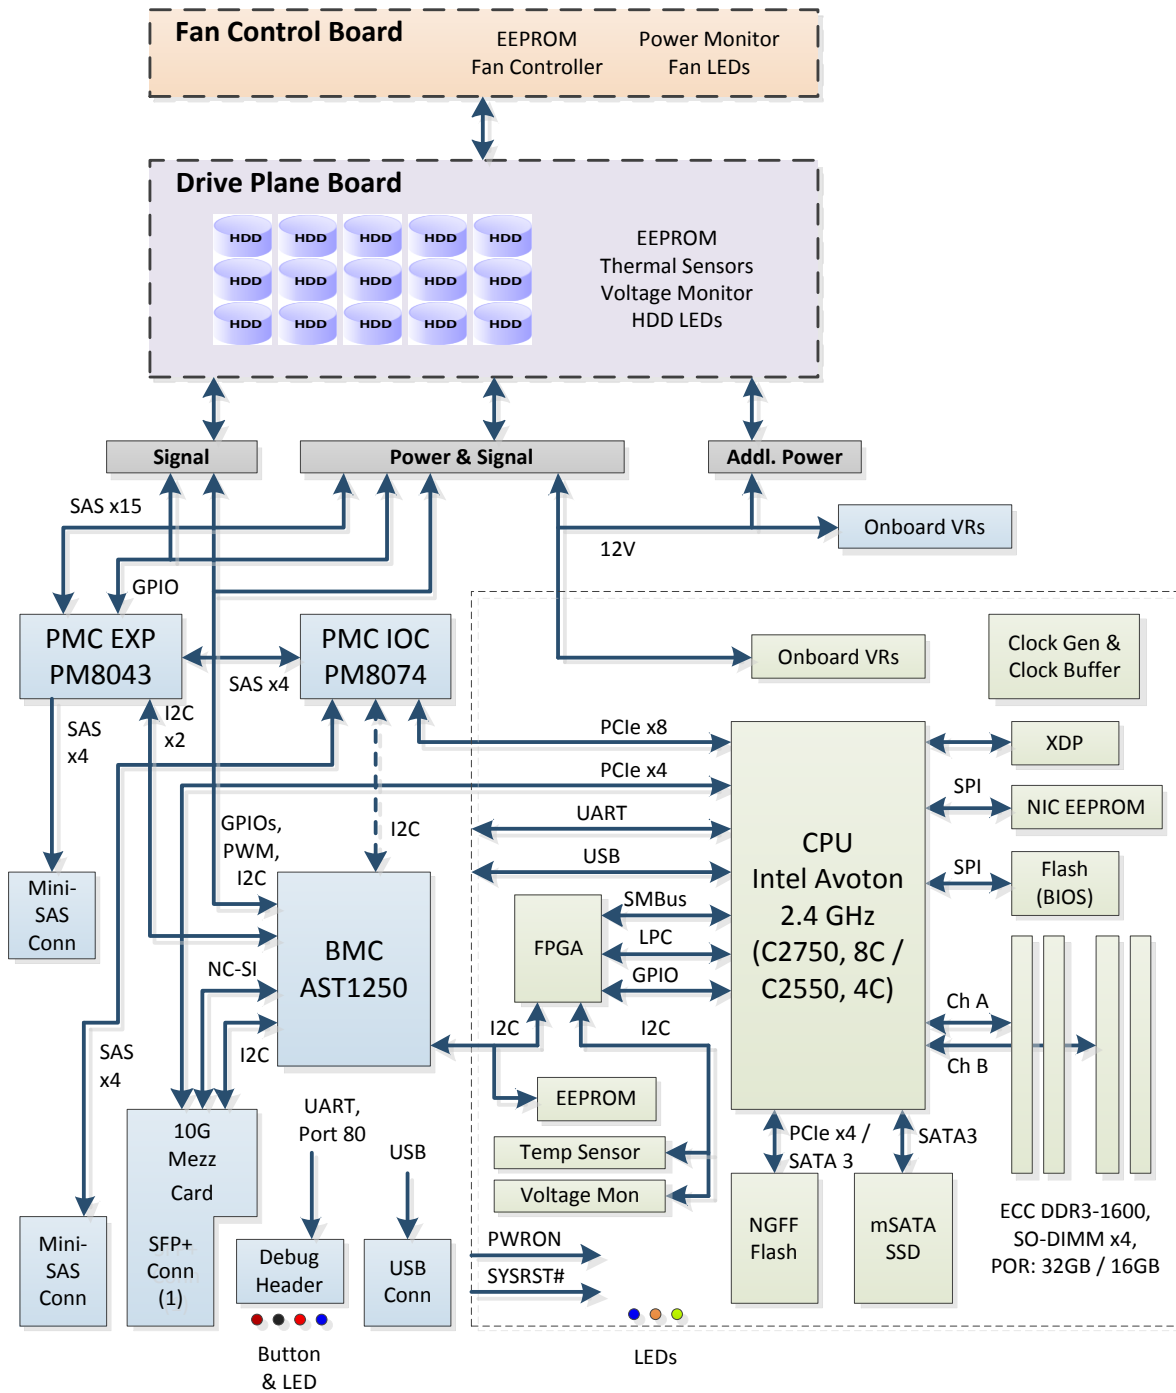 Fan Control Board
EEPROM
Fan Controller
Power Monitor
Fan LEDs
Drive Plane Board
HDD HDD HDD HDD HDD
HDD HDD HDD HDD HDD
HDD HDD HDD HDD HDD
EEPROM
Thermal Sensors
Voltage Monitor
HDD LEDs
Signal
Power & Signal
Addl. Power
SAS x15
12V
Onboard VRs
GPIO
PMC EXP
PM8043
SAS x4
PMC IOC
PM8074
Onboard VRs
Clock Gen &
Clock Buffer
SAS
x4
I2C
x2
PCIe x8
PCIe x4
UART
USB
XDP
SPI
NIC EEPROM
SPI
Flash
(BIOS)
CPU
Intel Avoton
2.4 GHz
(C2750, 8C /
C2550, 4C)
GPIOs,
PWM,
I2C
I2C
Mini-
SAS
Conn
BMC
AST1250
FPGA
SMBus
LPC
GPIO
NC-SI
I2C
I2C
I2C
Ch A
Ch B
SAS
x4
EEPROM
Temp Sensor
Voltage Mon
PCIe x4 /
SATA 3
SATA3
10G
Mezz
Card
SFP+
Conn
(1)
UART,
Port 80
USB
Mini-
SAS
Conn
Debug
Header
USB
Conn
PWRON
SYSRST#
NGFF
Flash
mSATA
SSD
ECC DDR3-1600,
SO-DIMM x4,
POR: 32GB / 16GB
Button
& LED
LEDs